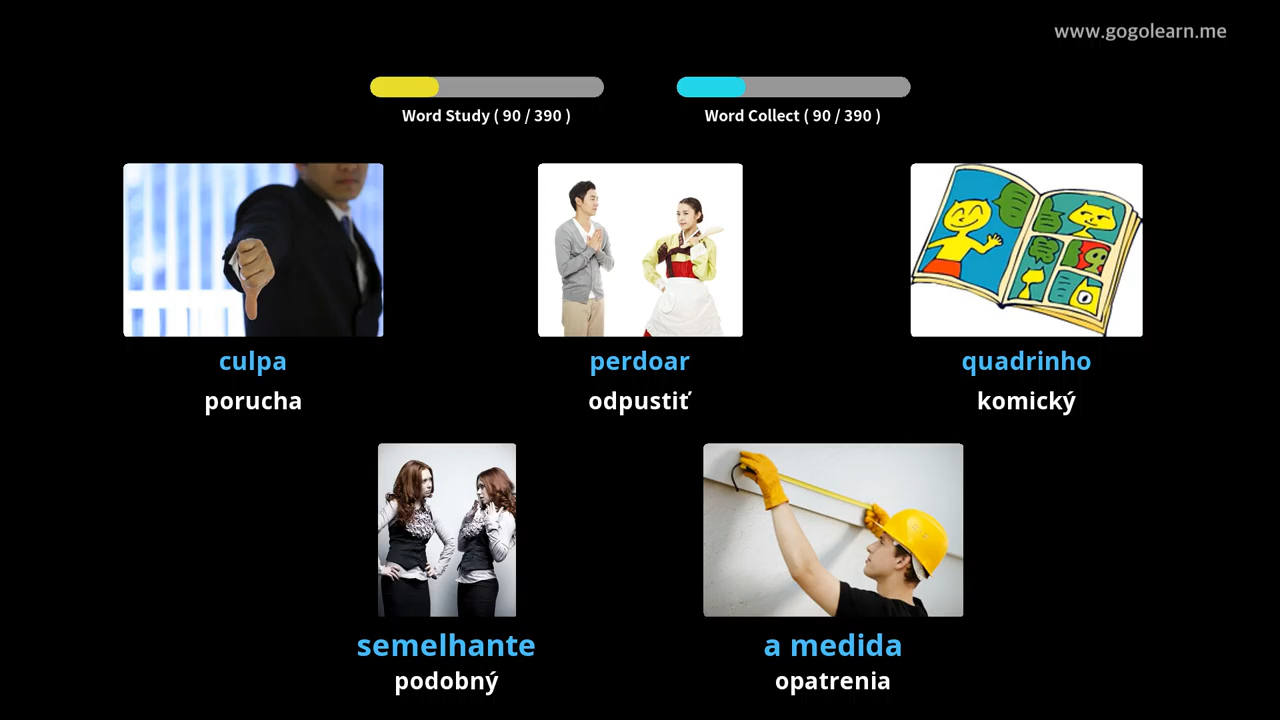 www.gogolearn.me
Word Study ( 90 / 390 )
Word Collect ( 90 / 390 )
culpa
porucha
perdoar
odpustiť
quadrinho
komický
semelhante
podobný
a medida
opatrenia